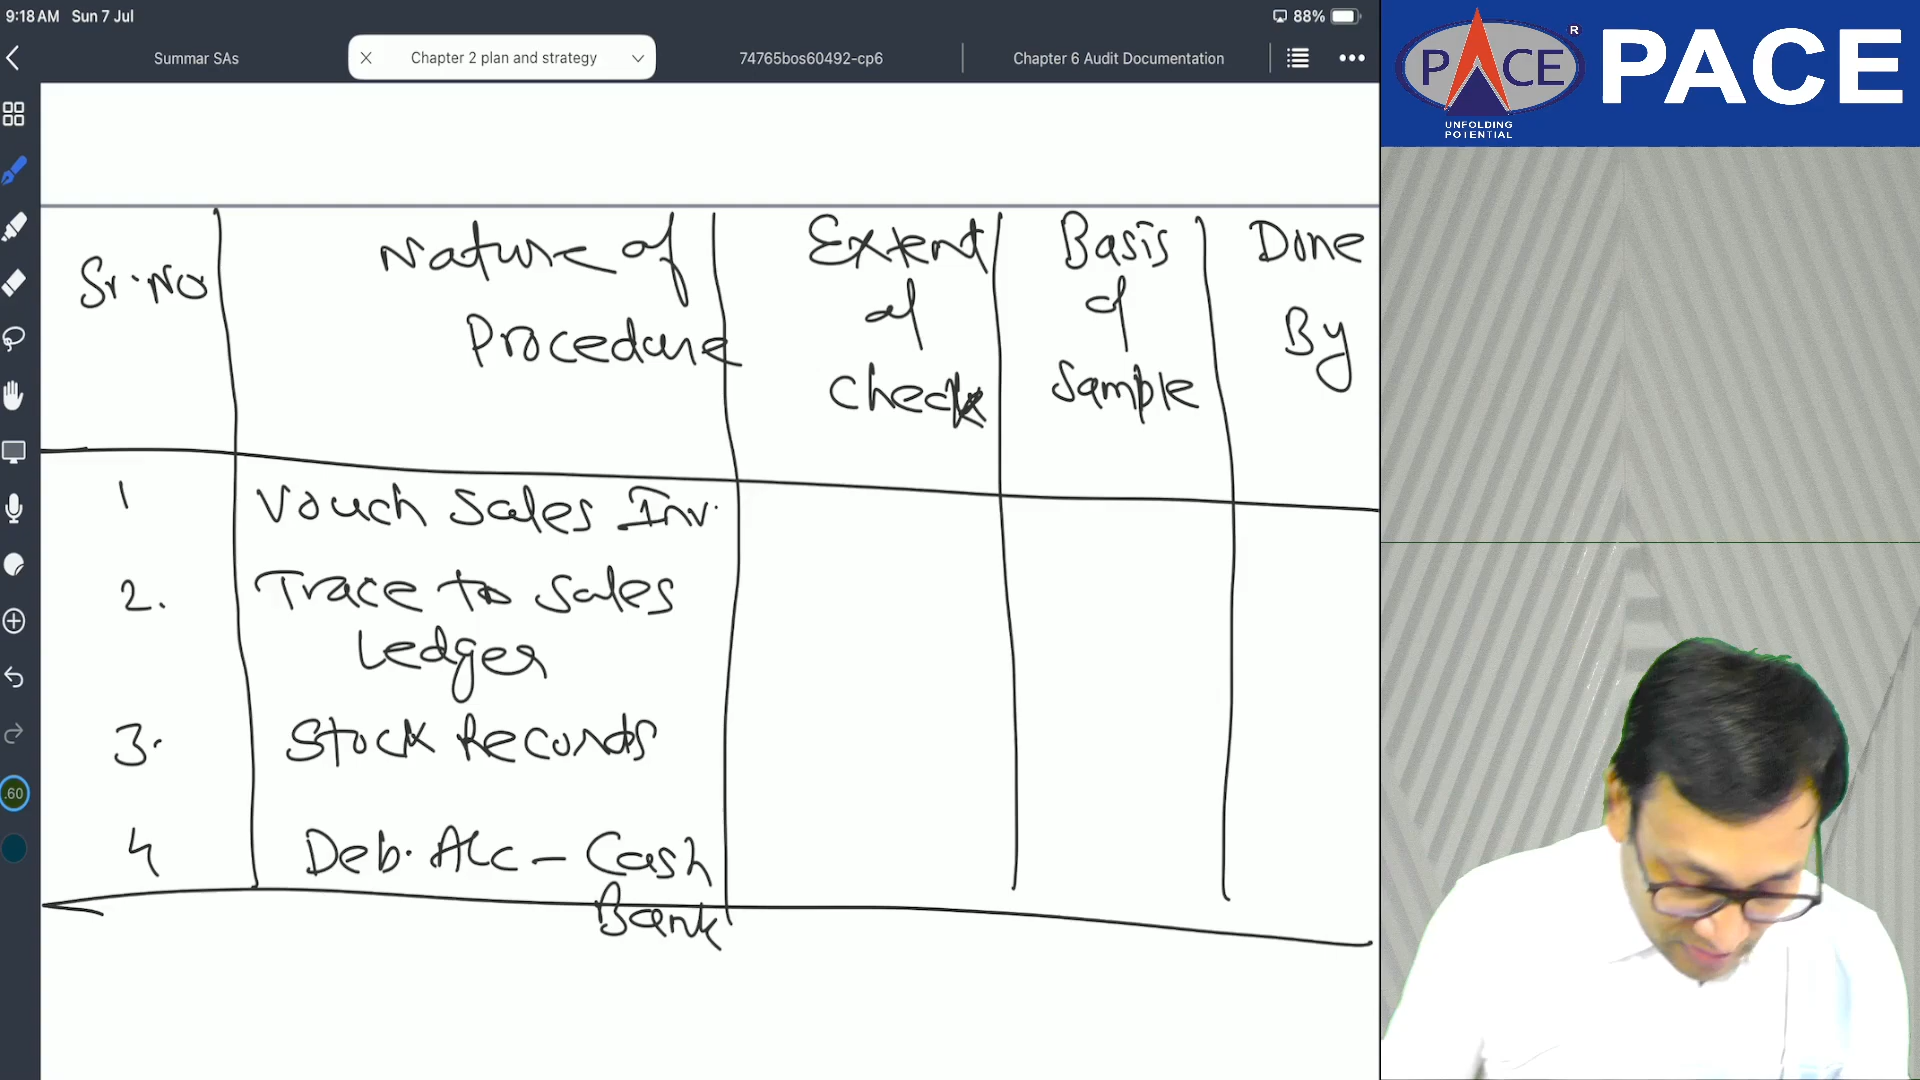 9:18 AM Sun 7 Jul
88%
Summar SAs
Chapter 2 plan and strategy
74765bos60492-cp6
Chapter 6 Audit Documentation
PACE
®
UNFOLDING
POTENTIAL
PACE
Sr. No
Nature of
Procedure
Extent
of
check
Basis
of
Sample
Done
By
1 Vouch Sales Inv.
2. Trace to Sales
Ledger
3. Stock Records
4 Deb. Acc - Cash
Bank
.60